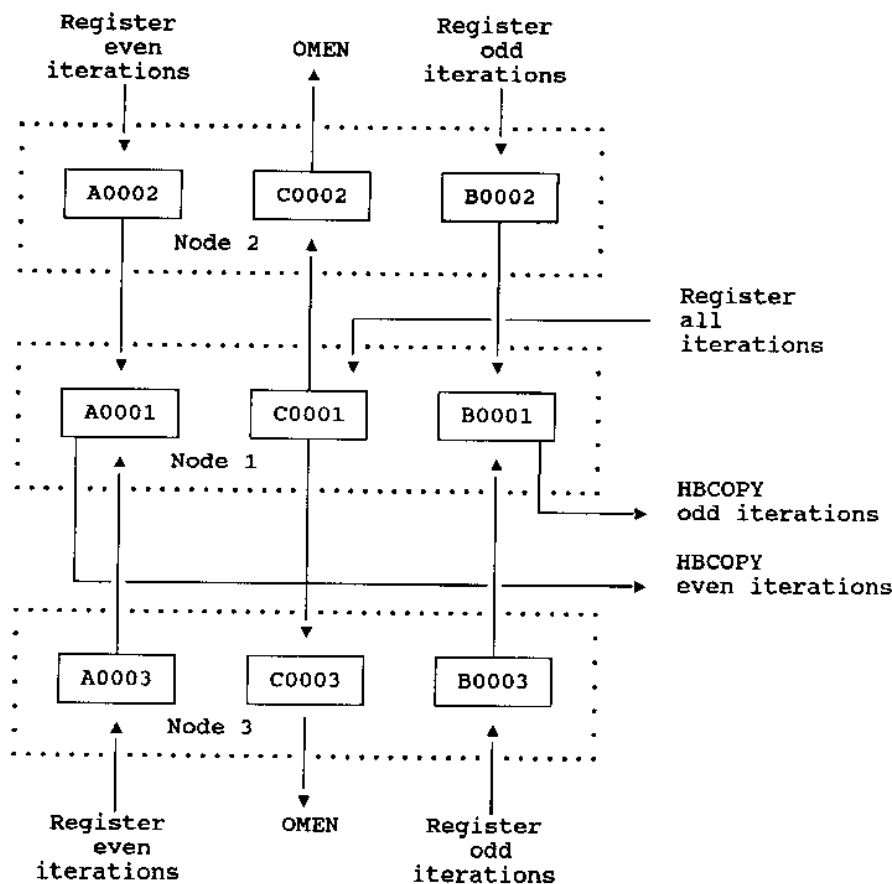 Register
even
iterations
OMEN
Register
odd
iterations
A0002
C0002
B0002
Node 2
Register
all
iterations
A0001
C0001
B0001
Node 1
HBCOPY
odd iterations
HBCOPY
even iterations
A0003
C0003
B0003
Node 3
Register
even
iterations
OMEN
Register
odd
iterations